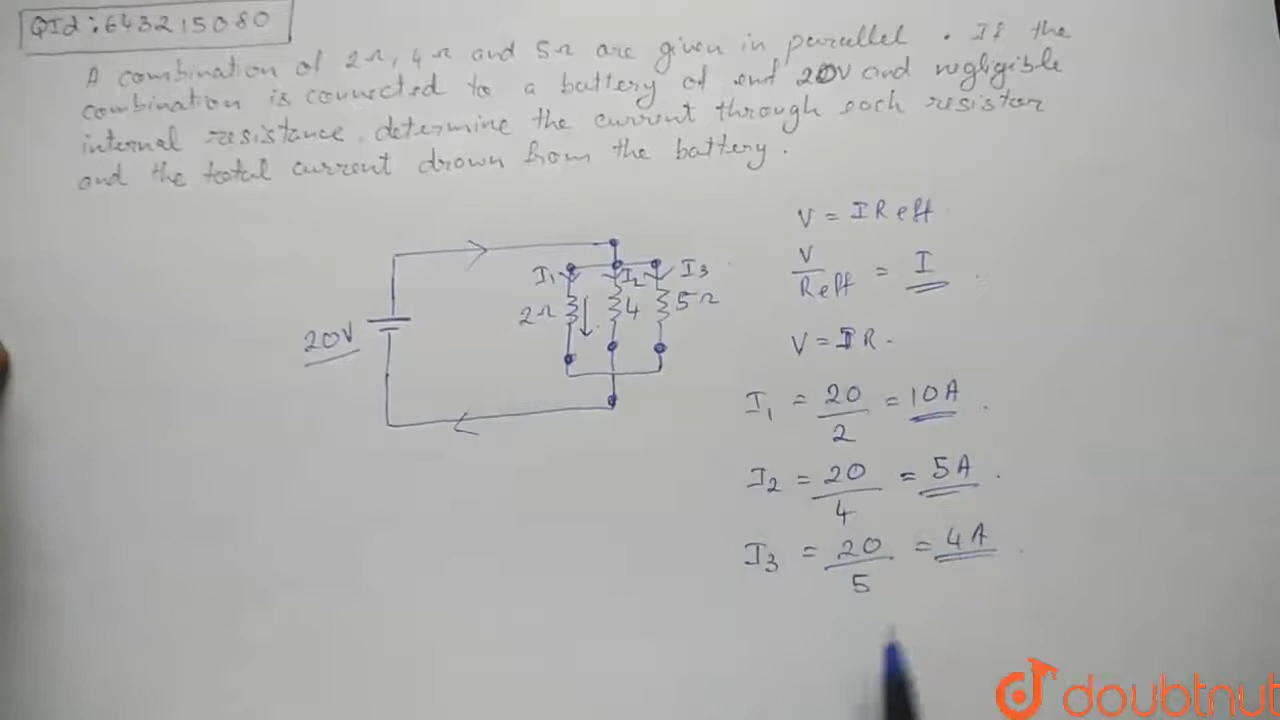 QId:643215080
A combination of 2Ω, 4Ω and 5Ω are given in parallel . If the
combination is connected to a battery of emf 20V and negligible
internal resistance, determine the current through each resistor
and the total current drown from the battery.
V = IReff
V/Reff = I
V = IR.
I1 = 20/2 = 10A.
I2 = 20/4 = 5A.
I3 = 20/5 = 4A.
I1 I2 I3
2Ω 4 5Ω
20V
doubtnut